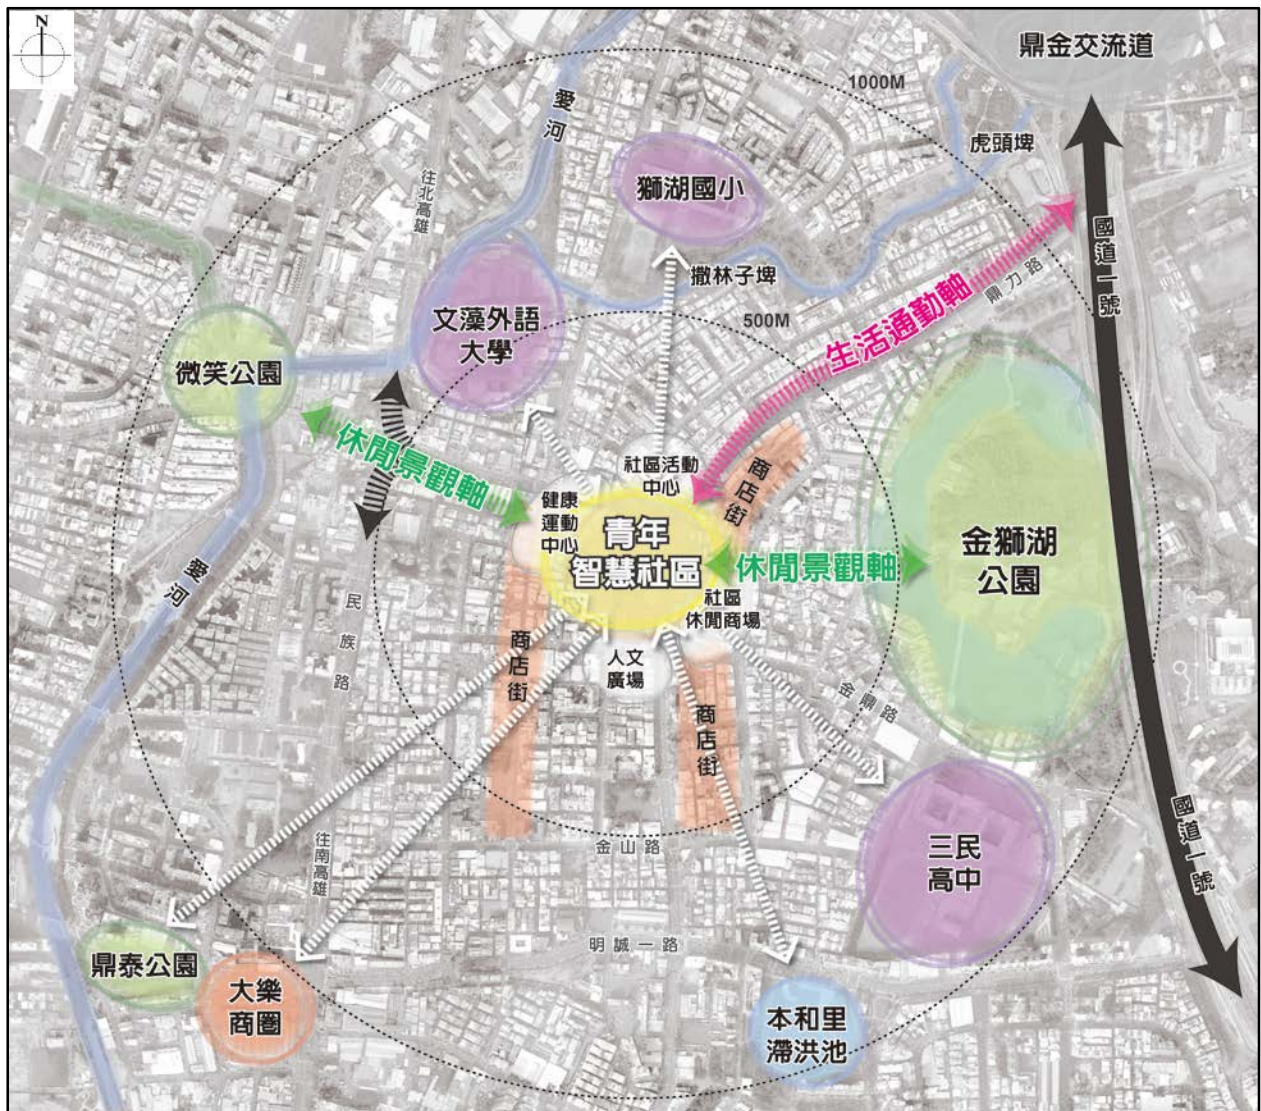 N
鼎金交流道
1000M
愛河
虎頭埤
獅湖國小
往北高雄
國道一號
撒林子埤
鼎力路
生活通勤軸
500M
文藻外語
大學
微笑公園
休閒景觀軸
社區活動
中心
商店街
健康
運動
中心
青年
智慧社區
休閒景觀軸
金獅湖
公園
愛河
民族路
社區
休閒商場
商店街
人文
廣場
金鼎路
商店街
國道一號
往南高雄
金山路
三民
高中
明誠一路
鼎泰公園
大樂
商圈
本和里
滯洪池